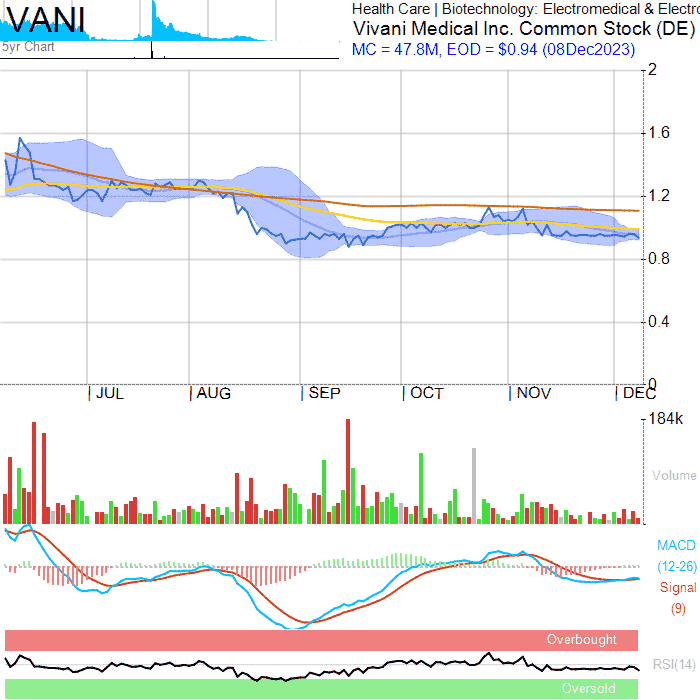 VANI
5yr Chart
Health Care | Biotechnology: Electromedical & Electro
Vivani Medical Inc. Common Stock (DE)
MC = 47.8M, EOD = $0.94 (08Dec2023)
2
1.6
1.2
0.8
0.4
0
JUL
AUG
SEP
OCT
NOV
DEC
184k
Volume
MACD
(12-26)
Signal
(9)
Overbought
RSI(14)
Oversold